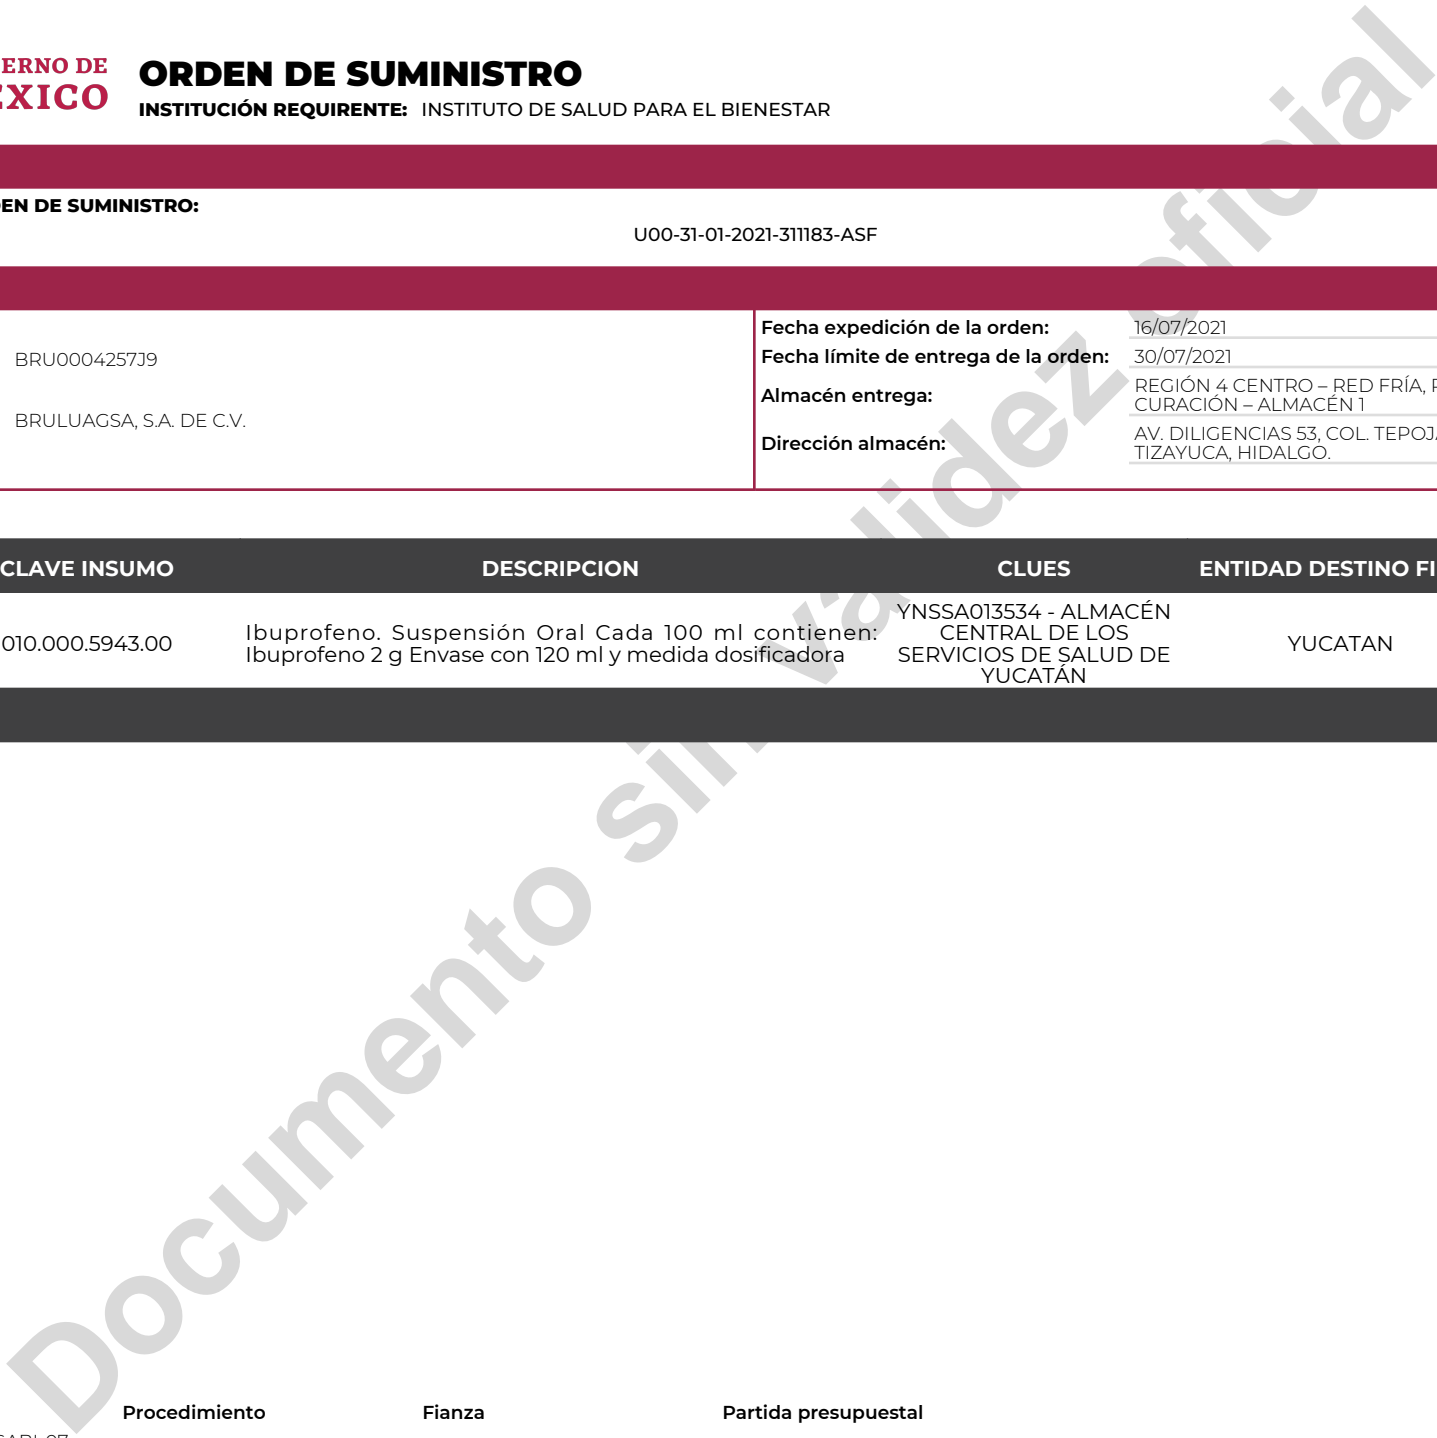 ERNO DE
EXICO
ORDEN DE SUMINISTRO
INSTITUCIÓN REQUIRENTE: INSTITUTO DE SALUD PARA EL BIENESTAR
EN DE SUMINISTRO:
U00-31-01-2021-311183-ASF
BRU0004257J9
BRULUAGSA, S.A. DE C.V.
Fecha expedición de la orden: 16/07/2021
Fecha límite de entrega de la orden: 30/07/2021
Almacén entrega: REGIÓN 4 CENTRO – RED FRÍA,
CURACIÓN – ALMACÉN 1
Dirección almacén: AV. DILIGENCIAS 53, COL. TEPOJ
TIZAYUCA, HIDALGO.
CLAVE INSUMO DESCRIPCION CLUES ENTIDAD DESTINO FI
010.000.5943.00
Ibuprofeno. Suspensión Oral Cada 100 ml contienen:
Ibuprofeno 2 g Envase con 120 ml y medida dosificadora
YNSSA013534 - ALMACÉN
CENTRAL DE LOS
SERVICIOS DE SALUD DE
YUCATÁN
YUCATAN
Documento sin validez oficial
Procedimiento Fianza Partida presupuestal